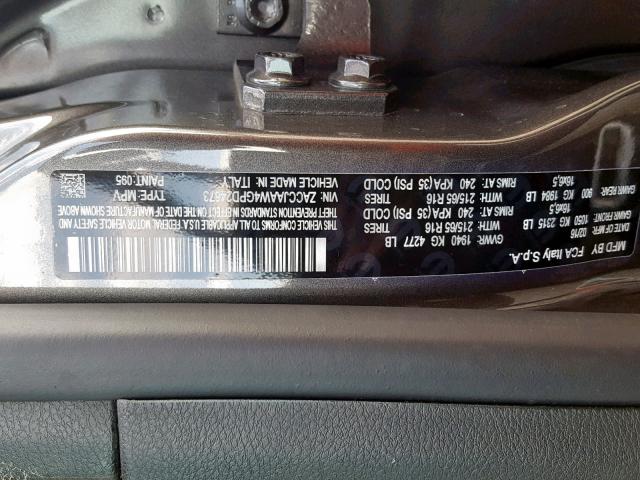 MFD BY
FCA Italy S.p.A.
DATE OF MFR: 02/16 GVWR: 1940 KG 4277 LB
GAWR FRONT: 1050 KG 2315 LB WITH 215/65 R16 TIRES
16x6.5 RIMS AT: 240 KPA (35 PSI) COLD
GAWR REAR: 900 KG 1984 LB WITH 215/65 R16 TIRES
16x6.5 RIMS AT: 240 KPA (35 PSI) COLD
THIS VEHICLE CONFORMS TO ALL APPLICABLE U.S.A. FEDERAL MOTOR VEHICLE SAFETY, BUMPER AND
THEFT PREVENTION STANDARDS IN EFFECT ON THE DATE OF MANUFACTURE SHOWN ABOVE
VIN: ZACCJAAW4GPD24673 TYPE: MPV
VEHICLE MADE IN: ITALY PAINT: 095